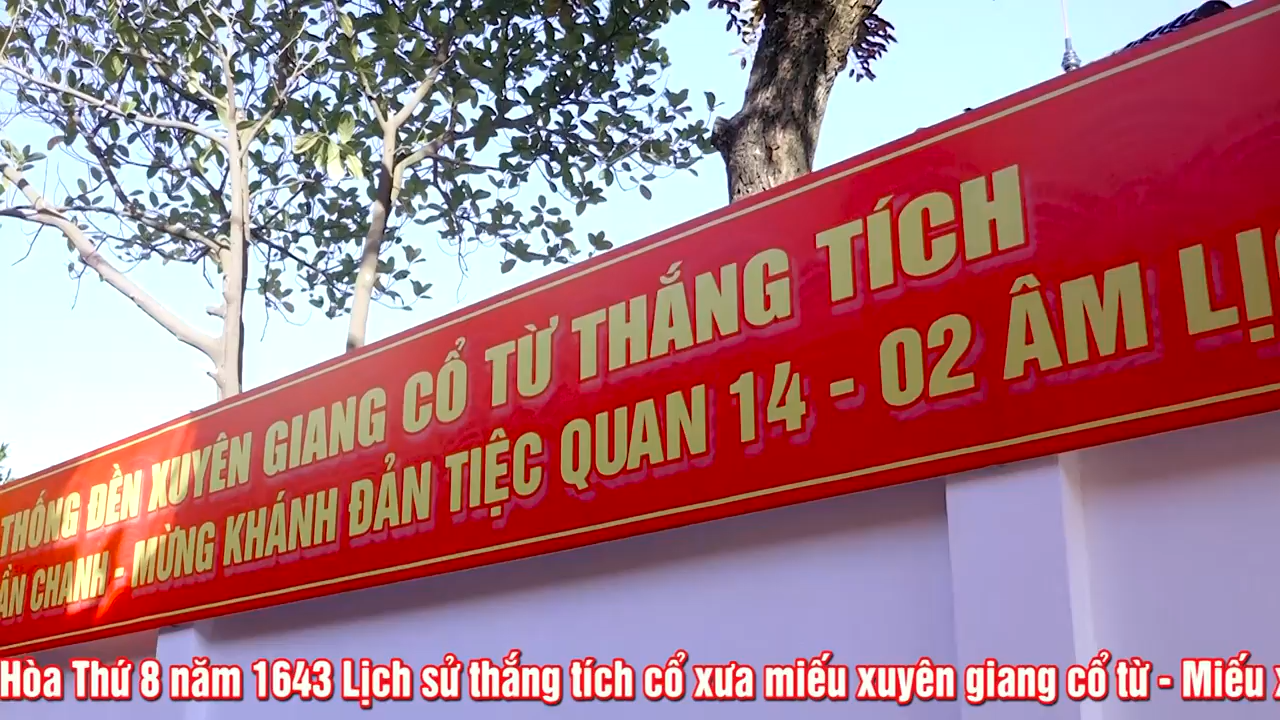 THỐNG ĐỀN XUYÊN GIANG CỔ TỪ THẮNG TÍCH
CHANH - MỪNG KHÁNH ĐẢN TIỆC QUAN 14 - 02 ÂM
Hòa Thứ 8 năm 1643 Lịch sử thắng tích cổ xưa miếu xuyên giang cổ từ - Miếu